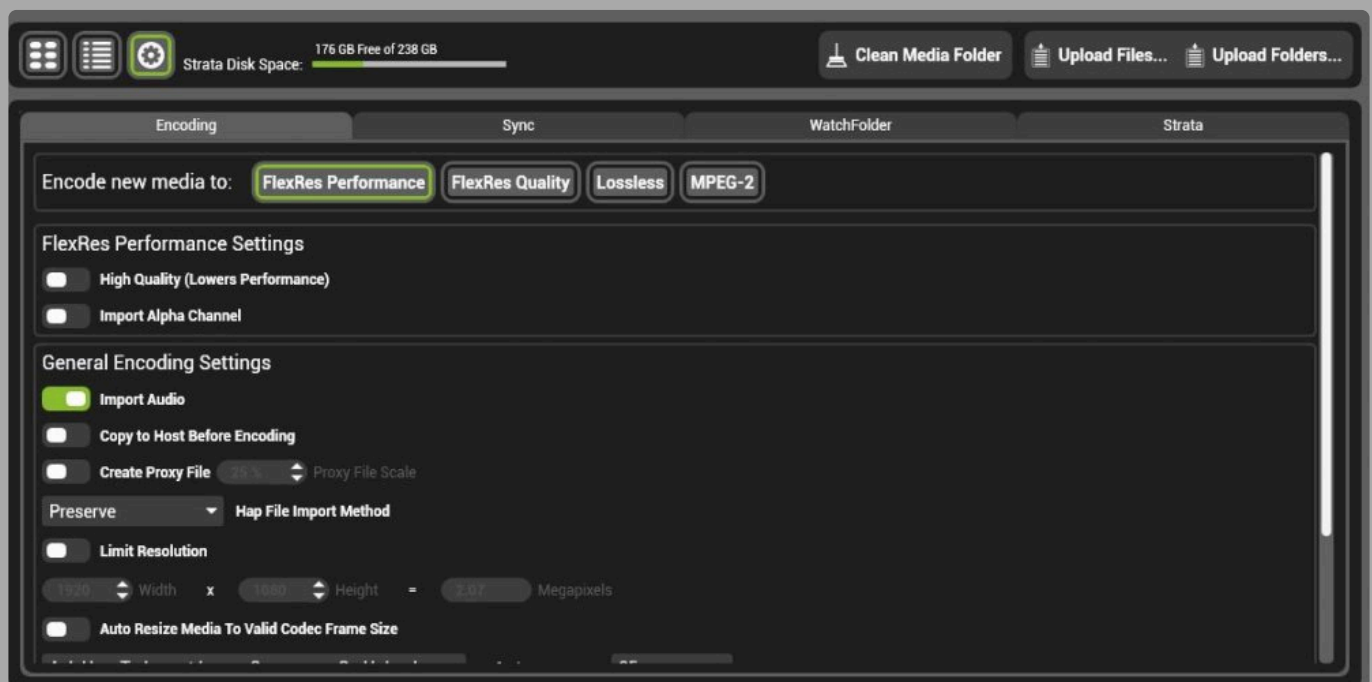 176 GB Free of 238 GB
Strata Disk Space:
Clean Media Folder
Upload Files...
Upload Folders...
Encoding
Sync
WatchFolder
Strata
Encode new media to:
FlexRes Performance
FlexRes Quality
Lossless
MPEG-2
FlexRes Performance Settings
High Quality (Lowers Performance)
Import Alpha Channel
General Encoding Settings
Import Audio
Copy to Host Before Encoding
Create Proxy File 25 % Proxy File Scale
Preserve Hap File Import Method
Limit Resolution
1920 Width x 1080 Height = 2.07 Megapixels
Auto Resize Media To Valid Codec Frame Size